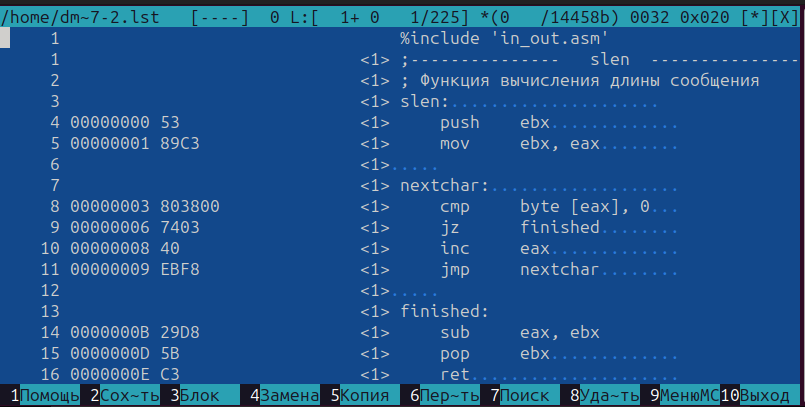 /home/dm~7-2.lst   [----]  0 L:[  1+ 0   1/225] *(0   /14458b) 0032 0x020 [*][X]
     1                                  %include 'in_out.asm'
     1                              <1> ;---------------   slen  ---------------
     2                              <1> ; Функция вычисления длины сообщения
     3                              <1> slen:.....................
     4 00000000 53                  <1>     push    ebx.............
     5 00000001 89C3                <1>     mov     ebx, eax........
     6                              <1>.....
     7                              <1> nextchar:...................
     8 00000003 803800              <1>     cmp     byte [eax], 0...
     9 00000006 7403                <1>     jz      finished........
    10 00000008 40                  <1>     inc     eax.............
    11 00000009 EBF8                <1>     jmp     nextchar........
    12                              <1>.....
    13                              <1> finished:
    14 0000000B 29D8                <1>     sub     eax, ebx
    15 0000000D 5B                  <1>     pop     ebx.............
    16 0000000E C3                  <1>     ret.....................
 1Помощь 2Сох~ть 3Блок   4Замена 5Копия  6Пер~ть 7Поиск  8Уда~ть 9МенюMC10Выход